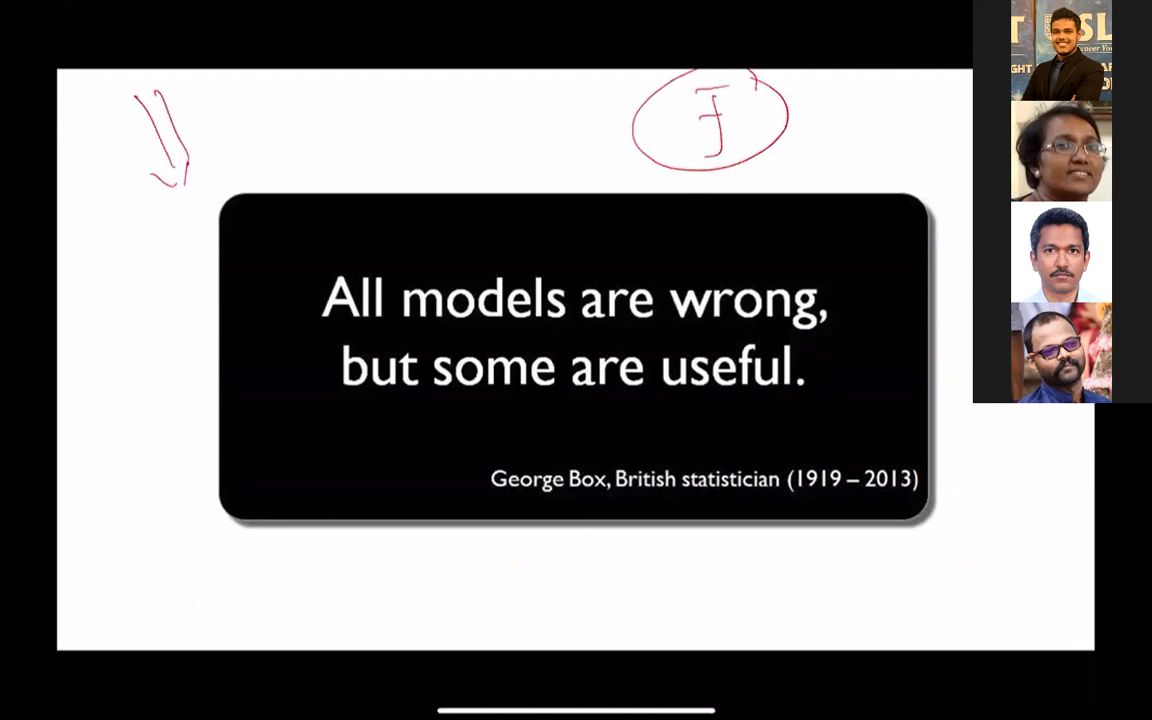 All models are wrong,
but some are useful.
George Box, British statistician (1919 – 2013)